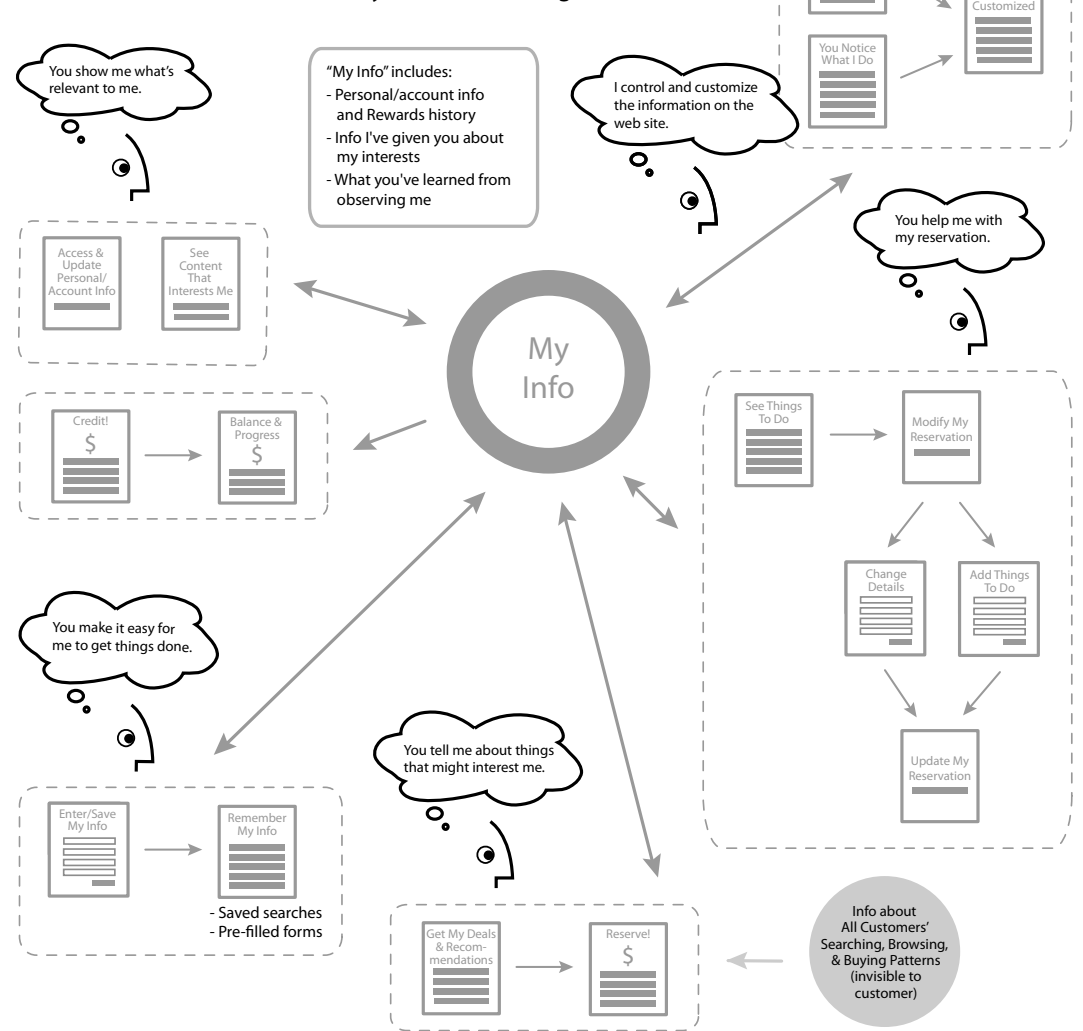 Customized
You Notice
What I Do
You show me what's
relevant to me.
"My Info" includes:
- Personal/account info
and Rewards history
- Info I've given you about
my interests
- What you've learned from
observing me
I control and customize
the information on the
web site.
You help me with
my reservation.
Access &
Update
Personal/
Account Info
See
Content
That
Interests Me
My
Info
Credit!
$
Balance &
Progress
$
See Things
To Do
Modify My
Reservation
Change
Details
Add Things
To Do
Update My
Reservation
You make it easy for
me to get things done.
Enter/Save
My Info
Remember
My Info
- Saved searches
- Pre-filled forms
You tell me about things
that might interest me.
Get My Deals
& Recom-
mendations
Reserve!
$
Info about
All Customers'
Searching, Browsing,
& Buying Patterns
(invisible to
customer)